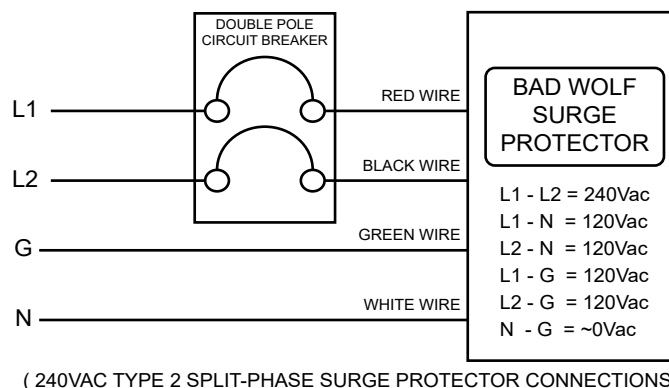 DOUBLE POLE
CIRCUIT BREAKER
L1
RED WIRE
L2
BLACK WIRE
G
GREEN WIRE
N
WHITE WIRE
BAD WOLF
SURGE
PROTECTOR
L1 - L2 = 240Vac
L1 - N = 120Vac
L2 - N = 120Vac
L1 - G = 120Vac
L2 - G = 120Vac
N - G = ~0Vac
( 240VAC TYPE 2 SPLIT-PHASE SURGE PROTECTOR CONNECTIONS